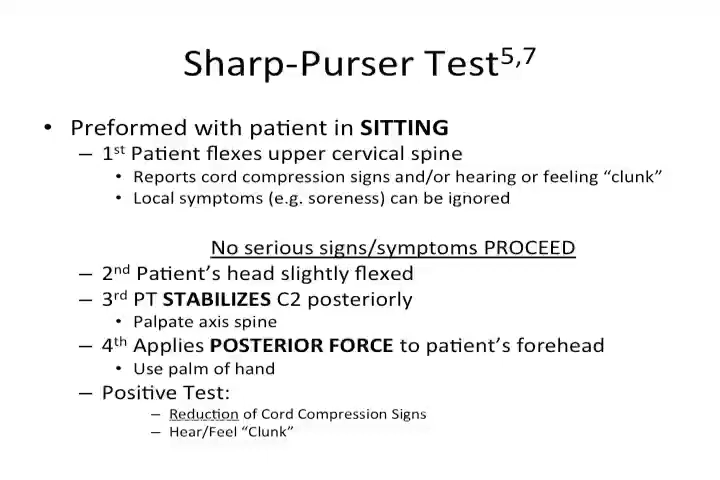 Sharp-Purser Test5,7
• Preformed with patient in SITTING
– 1st Patient flexes upper cervical spine
• Reports cord compression signs and/or hearing or feeling “clunk”
• Local symptoms (e.g. soreness) can be ignored
No serious signs/symptoms PROCEED
– 2nd Patient’s head slightly flexed
– 3rd PT STABILIZES C2 posteriorly
• Palpate axis spine
– 4th Applies POSTERIOR FORCE to patient’s forehead
• Use palm of hand
– Positive Test:
– Reduction of Cord Compression Signs
– Hear/Feel “Clunk”